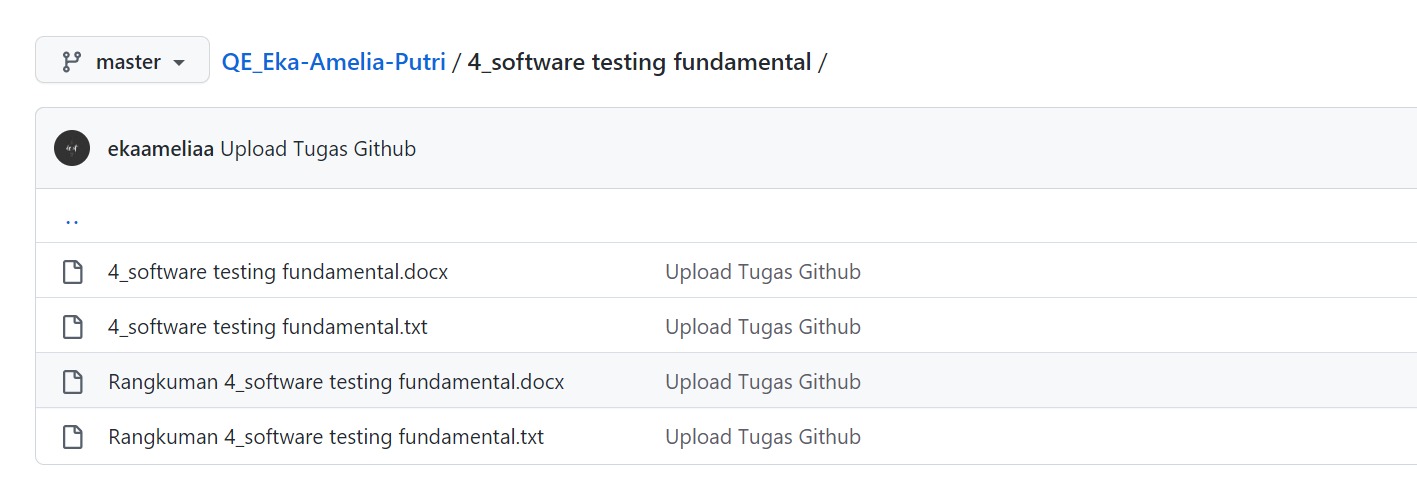 master QE_Eka-Amelia-Putri / 4_software testing fundamental /
ekaameliaa Upload Tugas Github
..
4_software testing fundamental.docx Upload Tugas Github
4_software testing fundamental.txt Upload Tugas Github
Rangkuman 4_software testing fundamental.docx Upload Tugas Github
Rangkuman 4_software testing fundamental.txt Upload Tugas Github